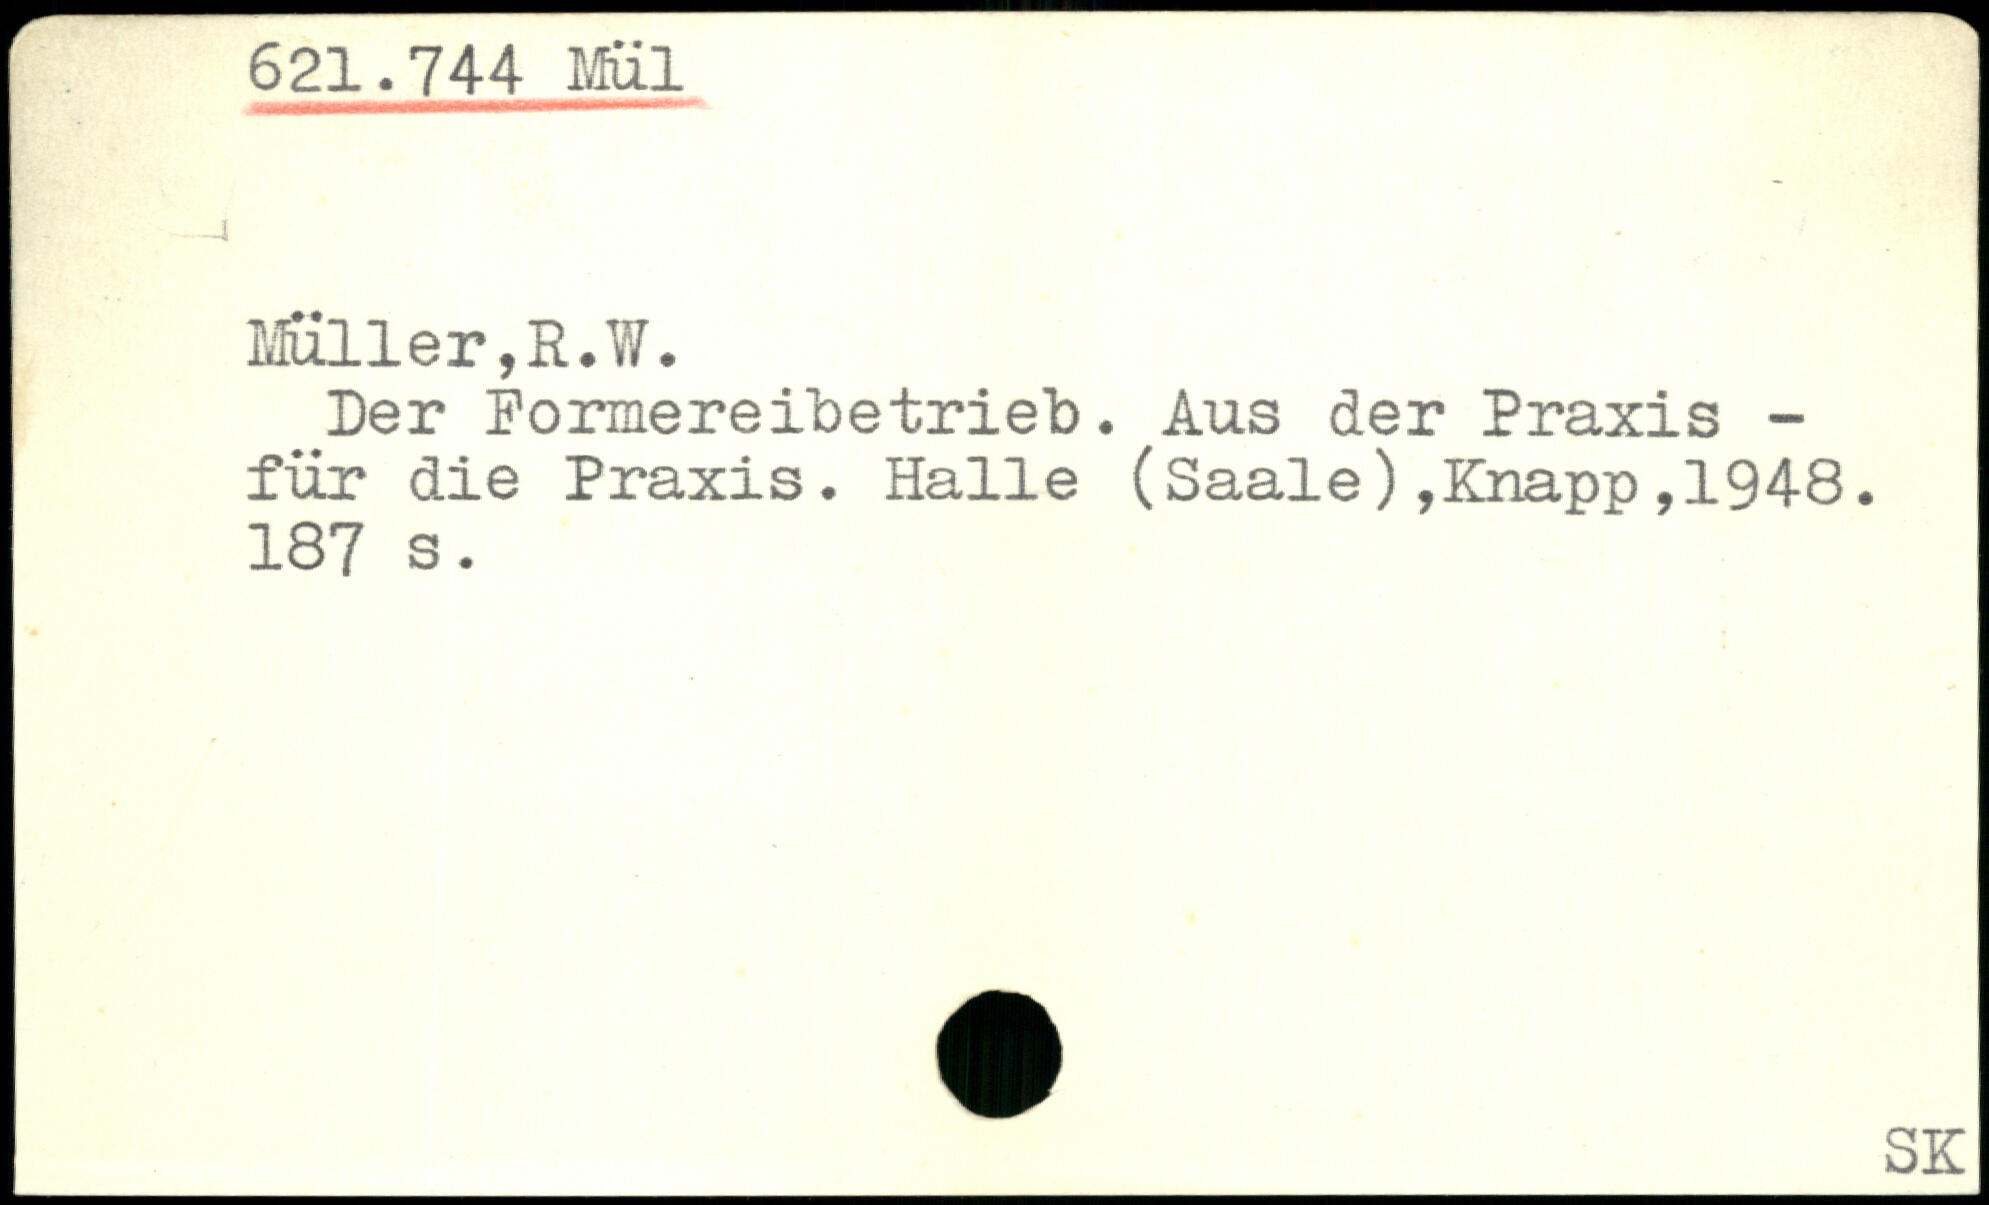 621.744 Mül
Müller,R.W.
Der Formereibetrieb. Aus der Praxis -
für die Praxis. Halle (Saale),Knapp,1948.
187 s.
SK